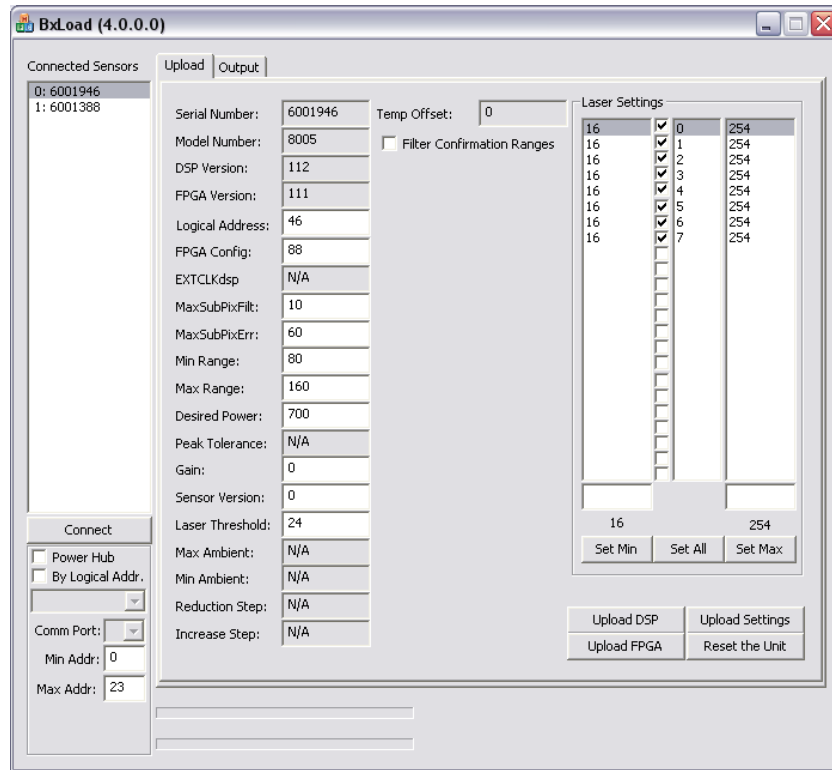 BxLoad (4.0.0.0)
Connected Sensors
0: 6001946
1: 6001388
Connect
Power Hub
By Logical Addr.
Comm Port:
Min Addr: 0
Max Addr: 23
Upload Output
Serial Number: 6001946
Model Number: 8005
DSP Version: 112
FPGA Version: 111
Logical Address: 46
FPGA Config: 88
EXTCLKdsp N/A
MaxSubPixFilt: 10
MaxSubPixErr: 60
Min Range: 80
Max Range: 160
Desired Power: 700
Peak Tolerance: N/A
Gain: 0
Sensor Version: 0
Laser Threshold: 24
Max Ambient: N/A
Min Ambient: N/A
Reduction Step: N/A
Increase Step: N/A
Temp Offset: 0
Filter Confirmation Ranges
Laser Settings
16 0 254
16 1 254
16 2 254
16 3 254
16 4 254
16 5 254
16 6 254
16 7 254
16 254
Set Min Set All Set Max
Upload DSP Upload Settings
Upload FPGA Reset the Unit